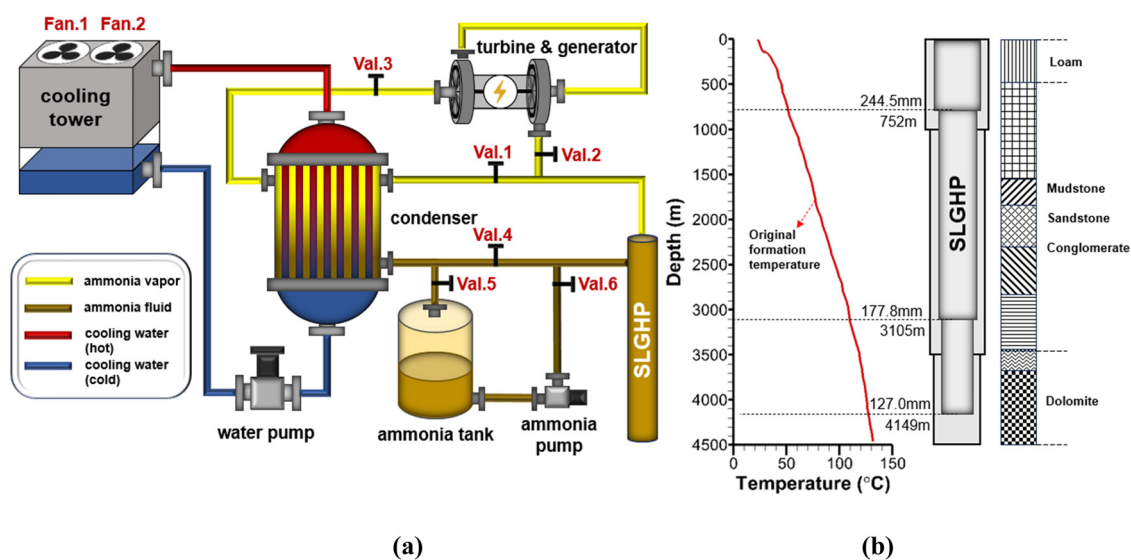 Fan.1 Fan.2
cooling
tower
turbine & generator
Val.3
Val.1
Val.2
condenser
Val.4
Val.5
Val.6
SLGHP
ammonia vapor
ammonia fluid
cooling water
(hot)
cooling water
(cold)
water pump
ammonia tank
ammonia
pump
(a)
Depth (m)
0
500
1000
1500
2000
2500
3000
3500
4000
4500
0
50
100
150
Temperature (°C)
Original
formation
temperature
244.5mm
752m
177.8mm
3105m
127.0mm
4149m
SLGHP
Loam
Mudstone
Sandstone
Conglomerate
Dolomite
(b)